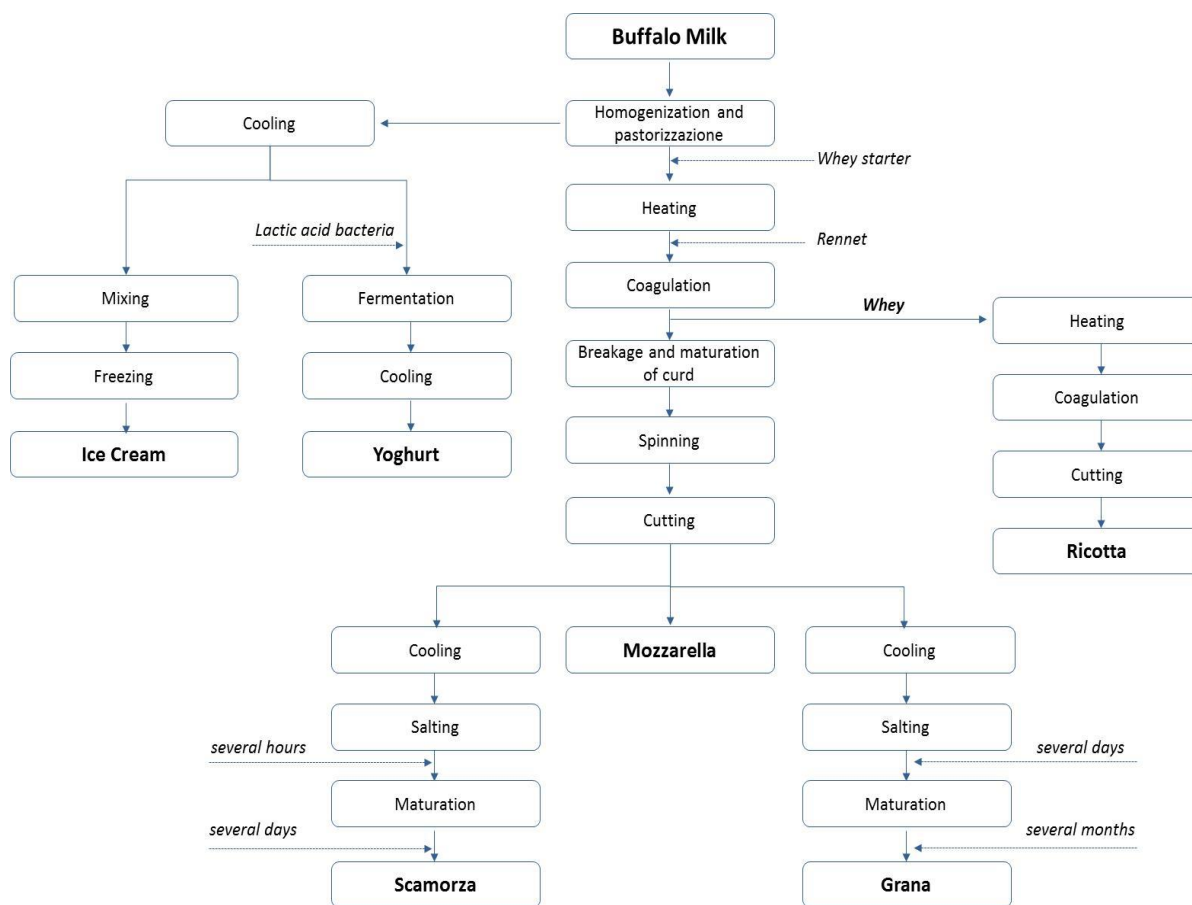 Buffalo Milk
Homogenization and
pastorizzazione
Cooling
Whey starter
Heating
Lactic acid bacteria
Rennet
Mixing
Fermentation
Coagulation
Whey
Heating
Freezing
Cooling
Breakage and maturation
of curd
Coagulation
Ice Cream
Yoghurt
Spinning
Cutting
Cutting
Ricotta
Cooling
Mozzarella
Cooling
Salting
Salting
several hours
several days
Maturation
Maturation
several days
several months
Scamorza
Grana